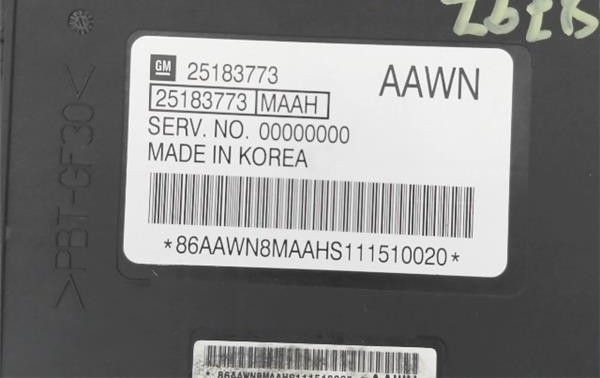 GM 25183773
AAWN
25183773 MAAH
SERV. NO. 00000000
MADE IN KOREA
*86AAWN8MAAHS111510020*
>PBT-GF30<